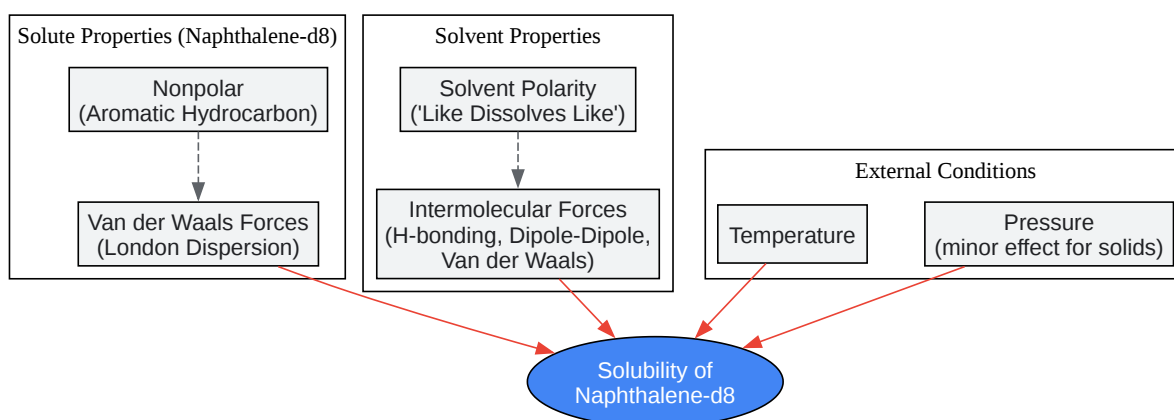 Solute Properties (Naphthalene-d8)
Nonpolar
(Aromatic Hydrocarbon)
Van der Waals Forces
(London Dispersion)
Solvent Properties
Solvent Polarity
('Like Dissolves Like')
Intermolecular Forces
(H-bonding, Dipole-Dipole,
Van der Waals)
External Conditions
Temperature
Pressure
(minor effect for solids)
Solubility of
Naphthalene-d8